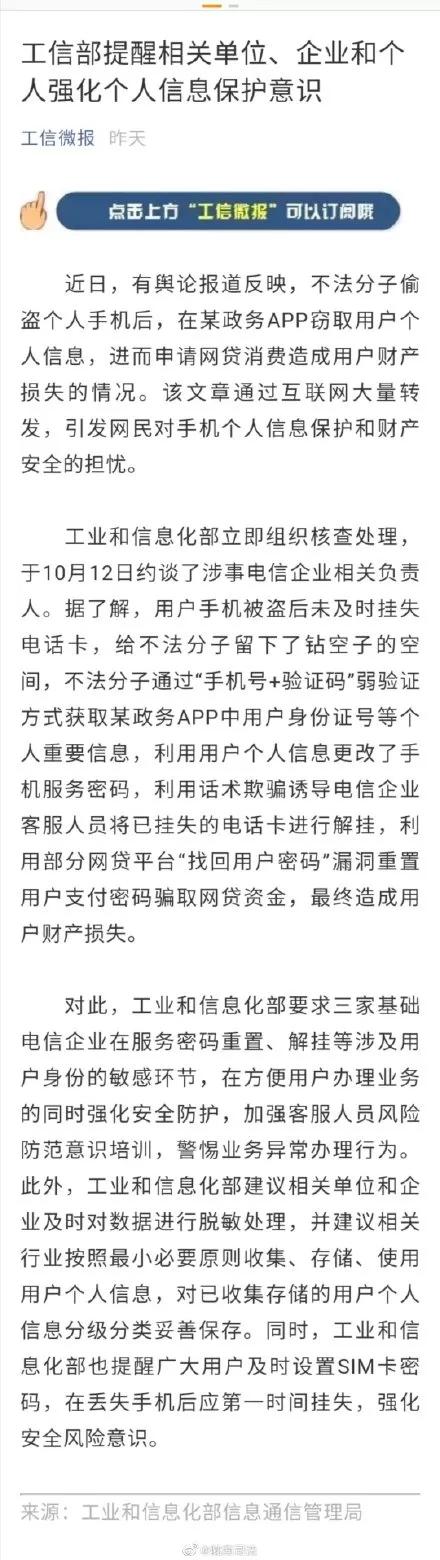 工信部提醒相关单位、企业和个
人强化个人信息保护意识
工信微报 昨天
点击上方“工信微报”可以订阅哦
近日，有舆论报道反映，不法分子偷
盗个人手机后，在某政务APP窃取用户个
人信息，进而申请网贷消费造成用户财产
损失的情况。该文章通过互联网大量转
发，引发网民对手机个人信息保护和财产
安全的担忧。
工业和信息化部立即组织核查处理，
于10月12日约谈了涉事电信企业相关负责
人。据了解，用户手机被盗后未及时挂失
电话卡，给不法分子留下了钻空子的空
间，不法分子通过“手机号+验证码”弱验证
方式获取某政务APP中用户身份证号等个
人重要信息，利用用户个人信息更改了手
机服务密码，利用话术欺骗诱导电信企业
客服人员将已挂失的电话卡进行解挂，利
用部分网贷平台“找回用户密码”漏洞重置
用户支付密码骗取网贷资金，最终造成用
户财产损失。
对此，工业和信息化部要求三家基础
电信企业在服务密码重置、解挂等涉及用
户身份的敏感环节，在方便用户办理业务
的同时强化安全防护，加强客服人员风险
防范意识培训，警惕业务异常办理行为。
此外，工业和信息化部建议相关单位和企
业及时对数据进行脱敏处理，并建议相关
行业按照最小必要原则收集、存储、使用
用户个人信息，对已收集存储的用户个人
信息分级分类妥善保存。同时，工业和信
息化部也提醒广大用户及时设置SIM卡密
码，在丢失手机后应第一时间挂失，强化
安全风险意识。
来源：工业和信息化部信息通信管理局